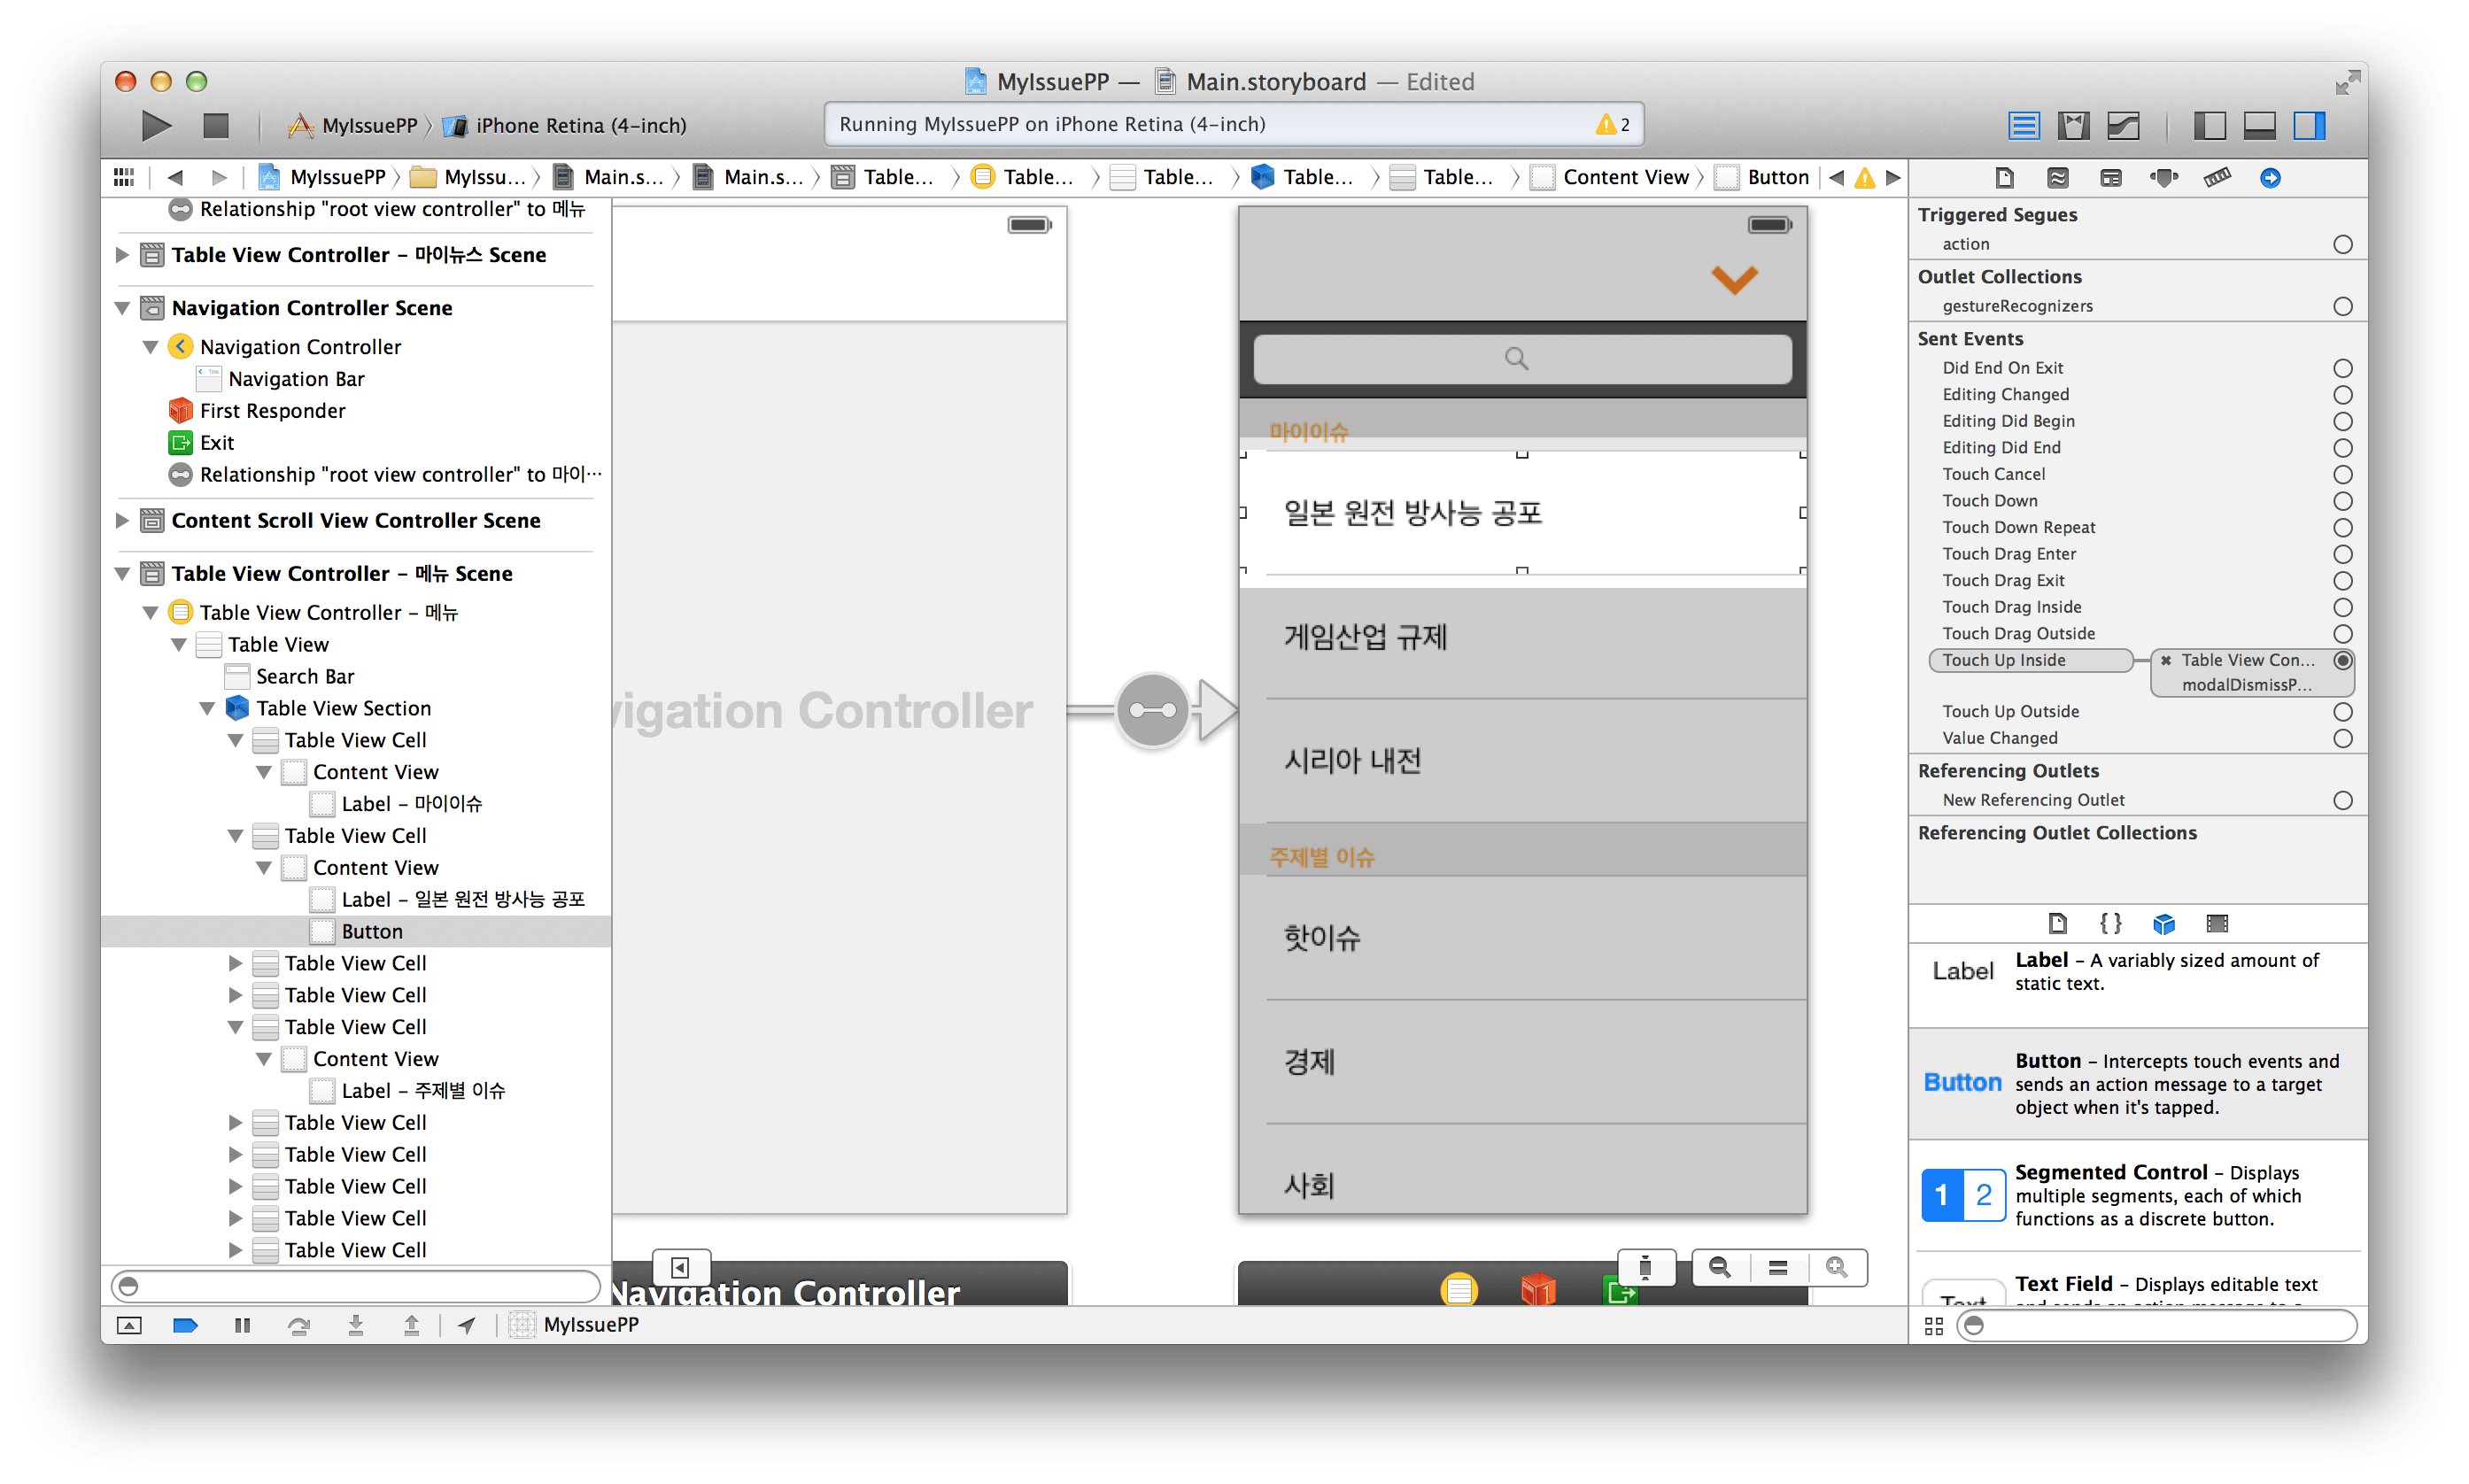 MyIssuePP — Main.storyboard — Edited
MyIssuePP iPhone Retina (4-inch)
Running MyIssuePP on iPhone Retina (4-inch)
2
MyIssuePP MyIssu... Main.s... Main.s... Table... Table... Table... Table... Table... Content View Button
Relationship "root view controller" to 메뉴
Table View Controller – 마이뉴스 Scene
Navigation Controller Scene
Navigation Controller
Navigation Bar
First Responder
Exit
Relationship "root view controller" to 마이…
Content Scroll View Controller Scene
Table View Controller – 메뉴 Scene
Table View Controller – 메뉴
Table View
Search Bar
Table View Section
Table View Cell
Content View
Label – 마이이슈
Table View Cell
Content View
Label – 일본 원전 방사능 공포
Button
Table View Cell
Table View Cell
Table View Cell
Content View
Label – 주제별 이슈
Table View Cell
Table View Cell
Table View Cell
Table View Cell
Table View Cell
vigation Controller
Navigation Controller
마이이슈
일본 원전 방사능 공포
게임산업 규제
시리아 내전
주제별 이슈
핫이슈
경제
사회
Triggered Segues
action
Outlet Collections
gestureRecognizers
Sent Events
Did End On Exit
Editing Changed
Editing Did Begin
Editing Did End
Touch Cancel
Touch Down
Touch Down Repeat
Touch Drag Enter
Touch Drag Exit
Touch Drag Inside
Touch Drag Outside
Touch Up Inside
Table View Con...
modalDismissP...
Touch Up Outside
Value Changed
Referencing Outlets
New Referencing Outlet
Referencing Outlet Collections
{ }
Label
Label – A variably sized amount of
static text.
Button
Button – Intercepts touch events and
sends an action message to a target
object when it's tapped.
1 2
Segmented Control – Displays
multiple segments, each of which
functions as a discrete button.
Text
Text Field – Displays editable text
and sends an action message to a
MyIssuePP